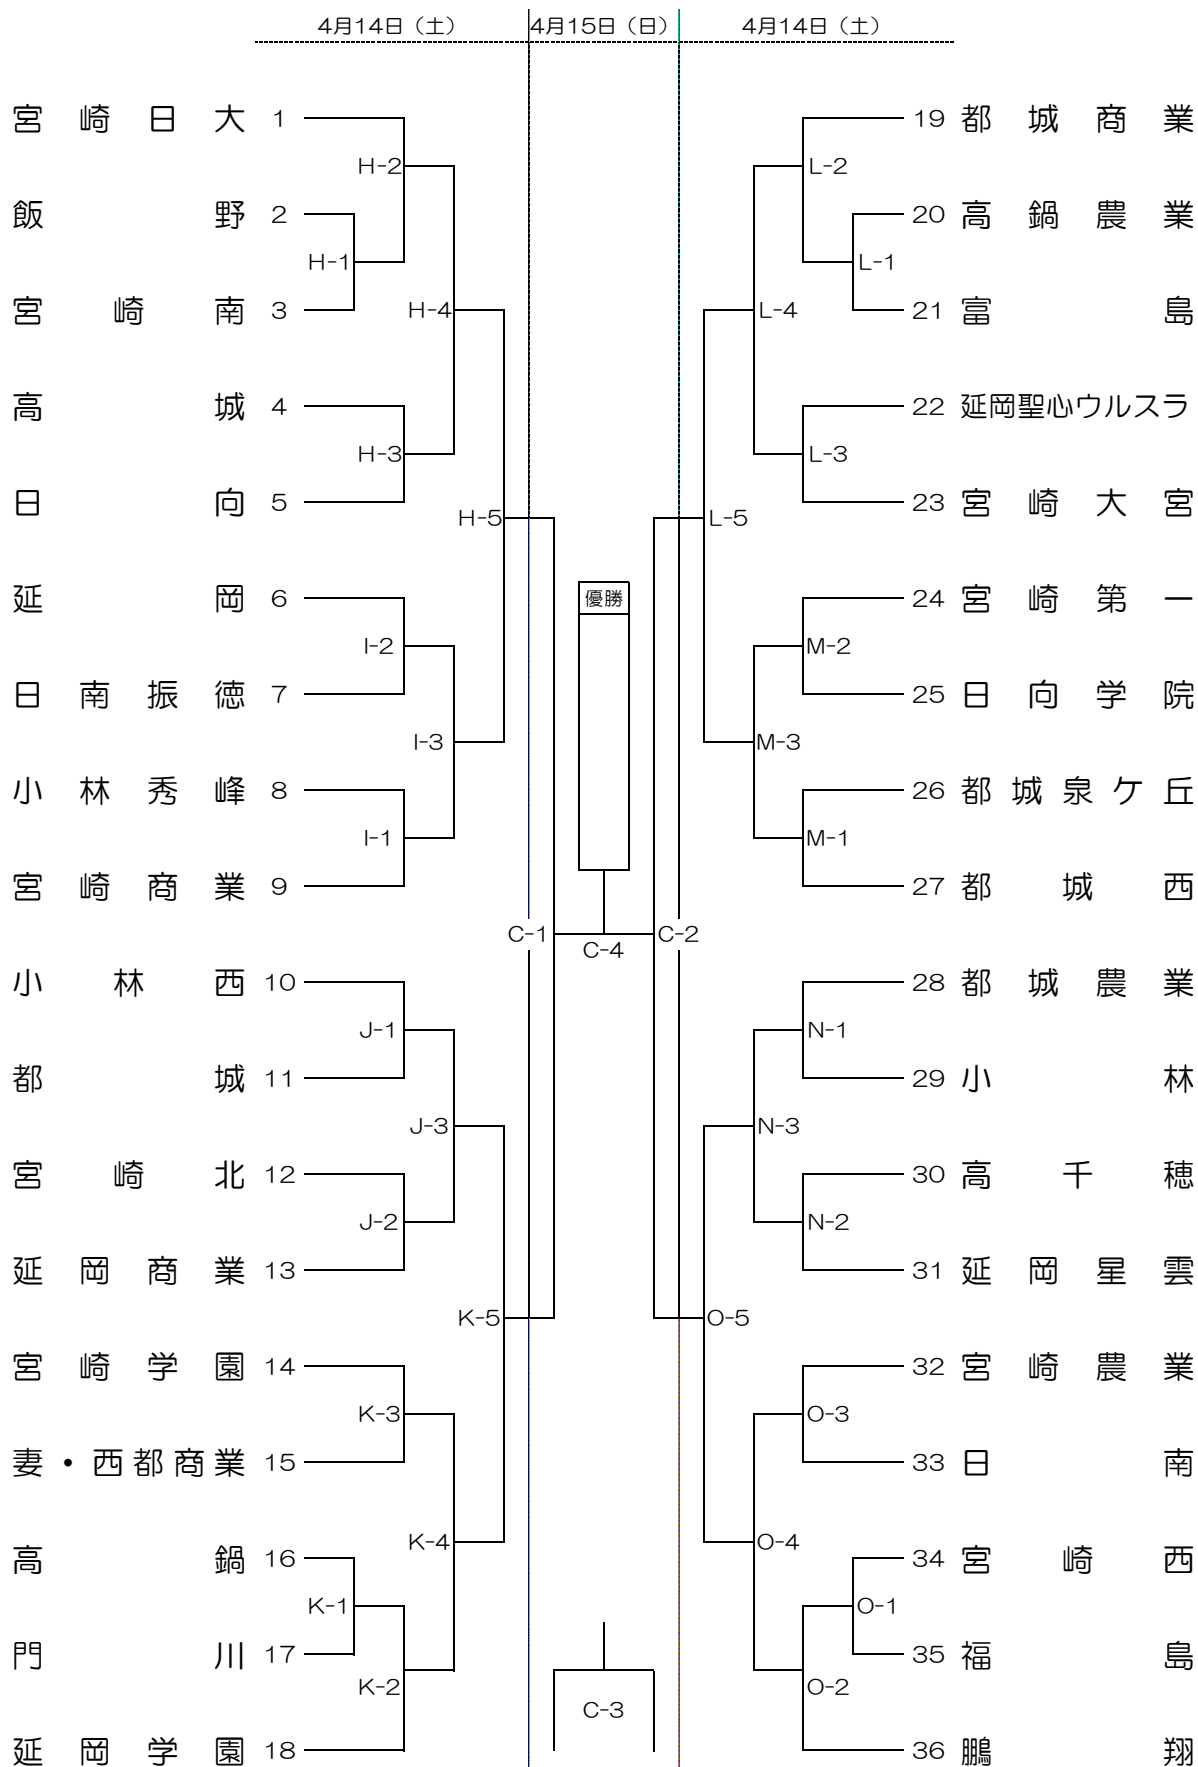 4月14日（土） 4月15日（日） 4月14日（土）
宮崎日大 1
H-2
飯野 2
H-1
宮崎南 3
H-4
高城 4
H-3
日向 5
H-5
延岡 6
I-2
日南振徳 7
I-3
小林秀峰 8
I-1
宮崎商業 9
小林西 10
J-1
都城 11
J-3
宮崎北 12
J-2
延岡商業 13
K-5
宮崎学園 14
K-3
妻・西都商業 15
K-4
高鍋 16
K-1
門川 17
K-2
延岡学園 18
優勝
C-1
C-4
C-2
C-3
19 都城商業
L-2
20 高鍋農業
L-1
21 富島
L-4
22 延岡聖心ウルスラ
L-3
23 宮崎大宮
L-5
24 宮崎第一
M-2
25 日向学院
M-3
26 都城泉ケ丘
M-1
27 都城西
28 都城農業
N-1
29 小林
N-3
30 高千穂
N-2
31 延岡星雲
O-5
32 宮崎農業
O-3
33 日南
O-4
34 宮崎西
O-1
35 福島
O-2
36 鵬翔